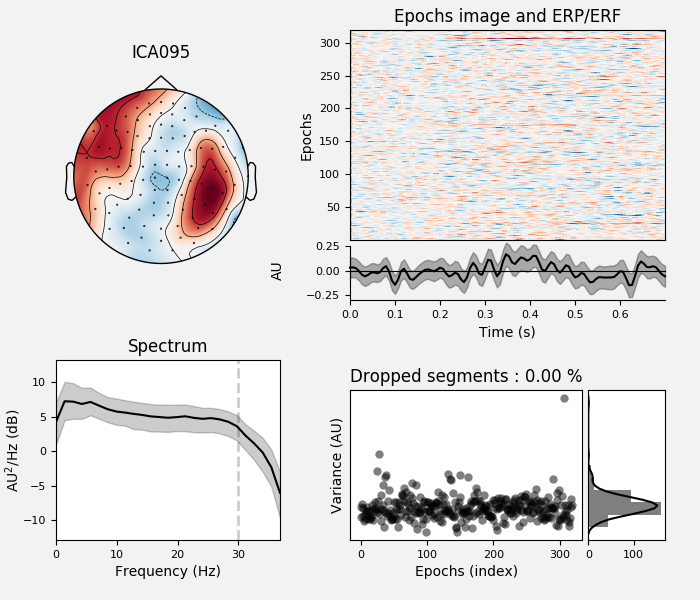 ICA095
Epochs image and ERP/ERF
Epochs
300
250
200
150
100
50
AU
0.25
0.00
−0.25
0.0 0.1 0.2 0.3 0.4 0.5 0.6
Time (s)
Spectrum
AU²/Hz (dB)
10
5
0
−5
−10
0 10 20 30
Frequency (Hz)
Dropped segments : 0.00 %
Variance (AU)
0 100 200 300
Epochs (index)
0 100